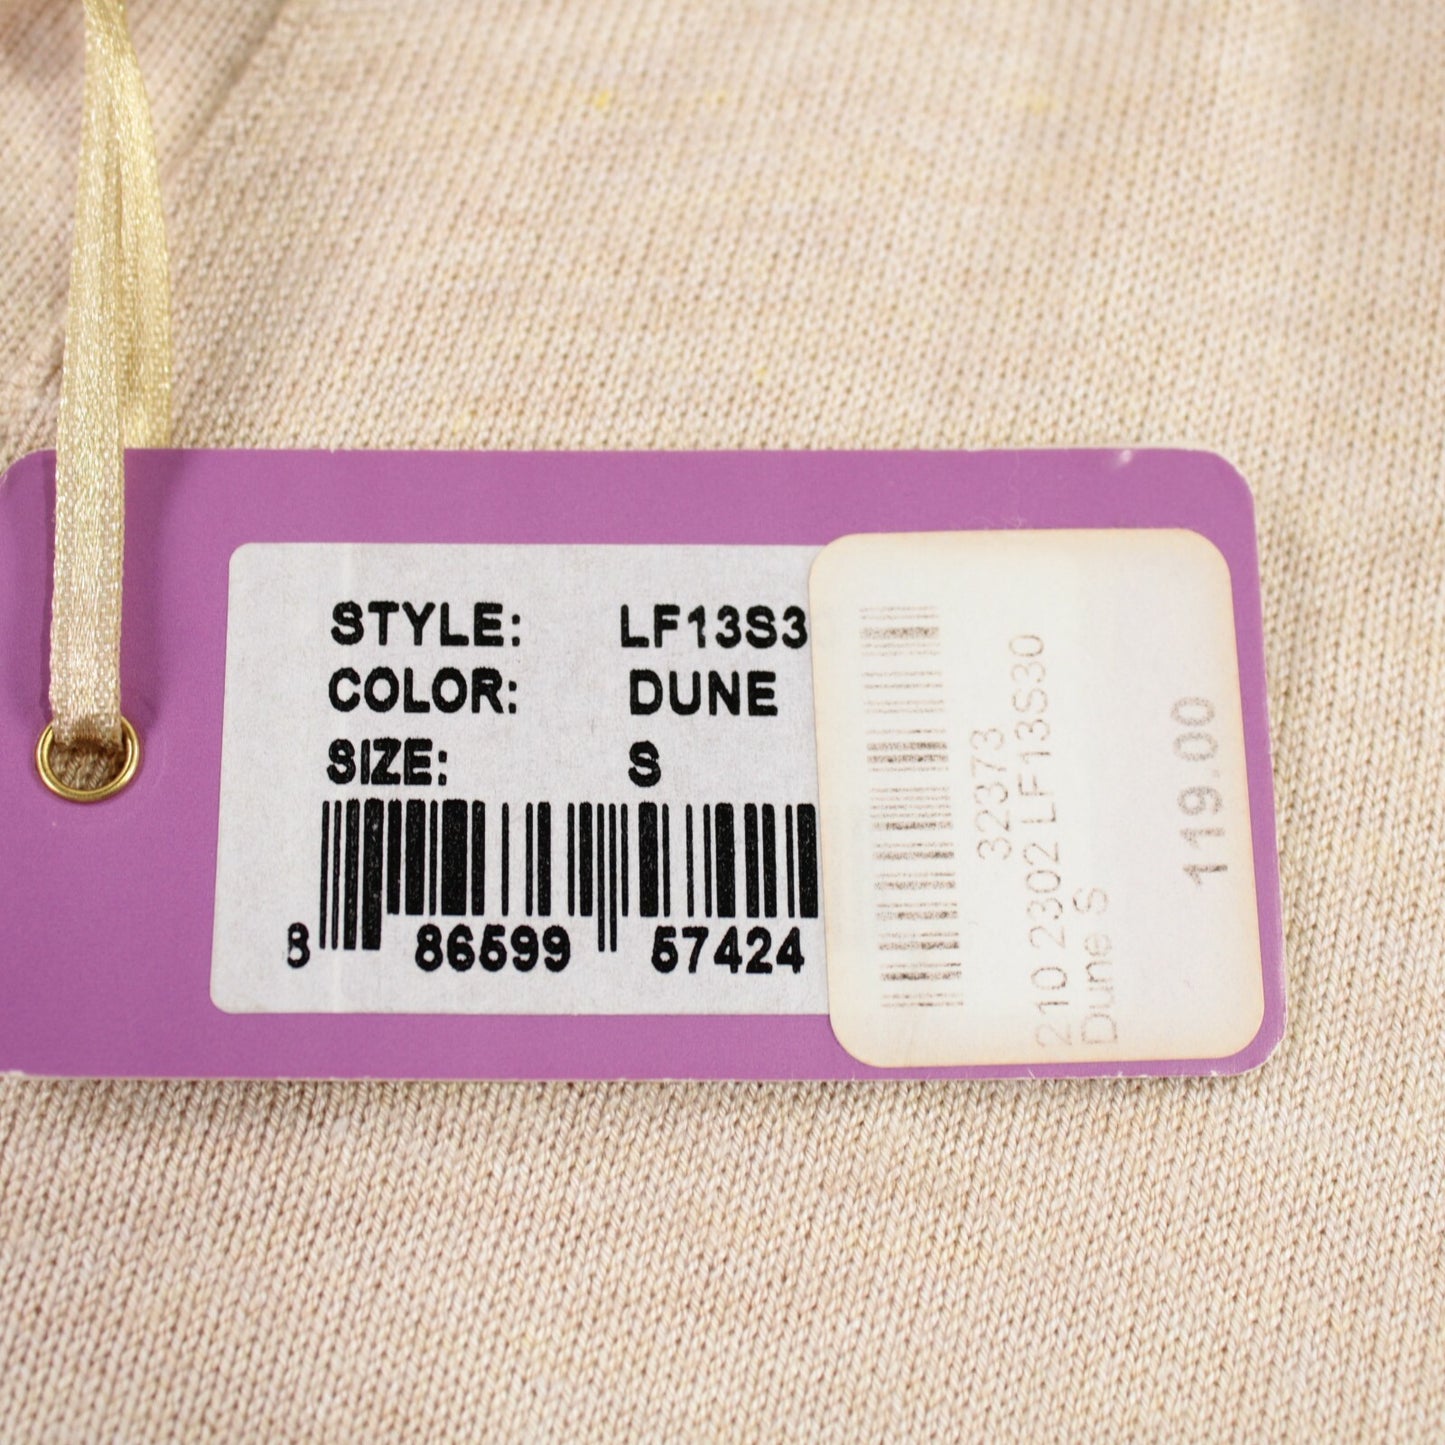 STYLE: LF13S3
COLOR: DUNE
SIZE: S
8 86599 57424
32373
210 2302 LF13S30
Dune S
119.00